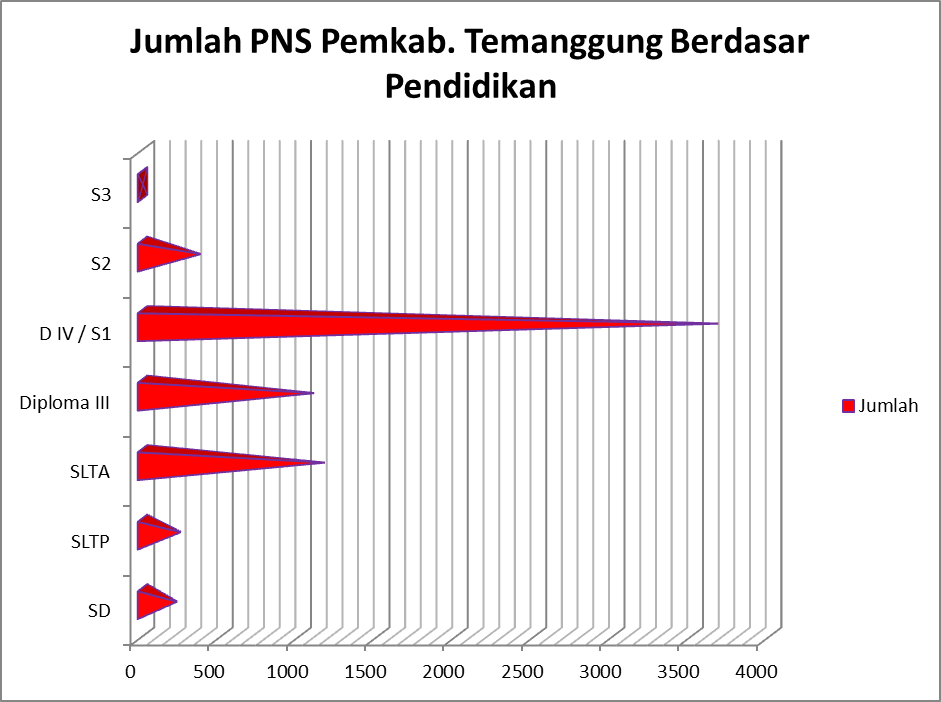 Jumlah PNS Pemkab. Temanggung Berdasar
Pendidikan
S3
S2
D IV / S1
Diploma III
SLTA
SLTP
SD
Jumlah
0 500 1000 1500 2000 2500 3000 3500 4000